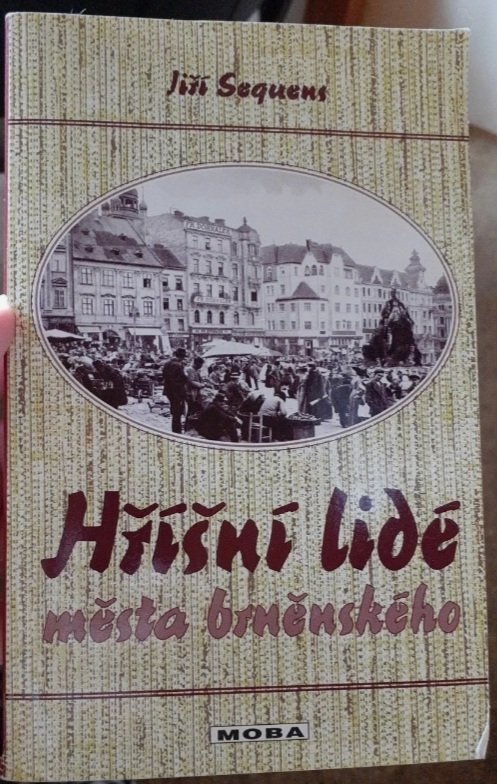 Jiří Sequens
Hříšní lidé
města brněnského
MOBA